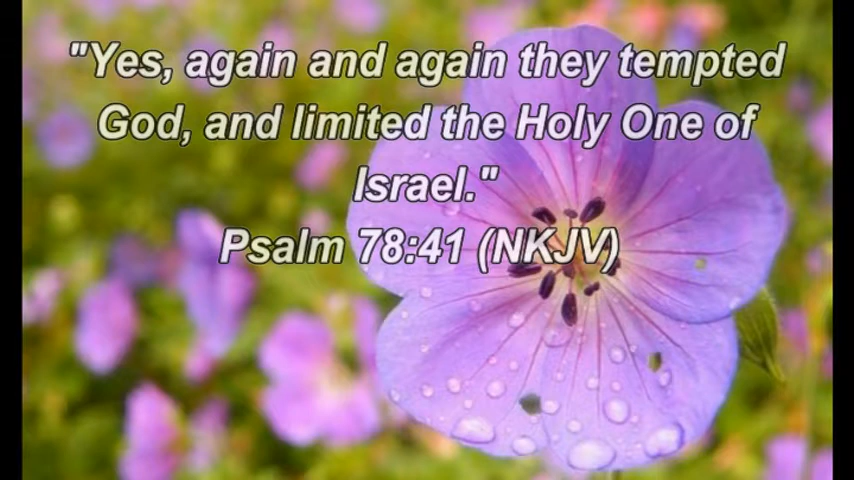 "Yes, again and again they tempted
God, and limited the Holy One of
Israel."
Psalm 78:41 (NKJV)